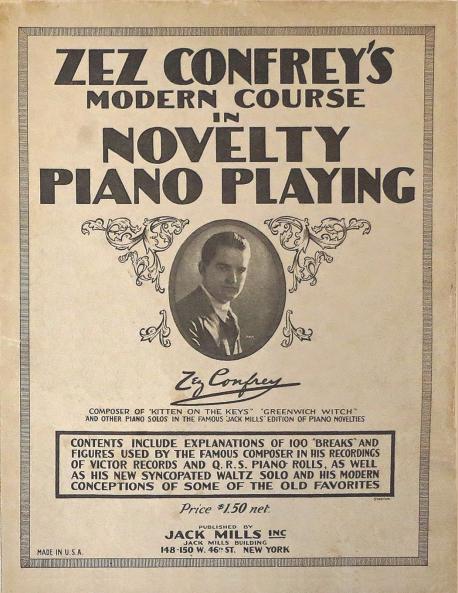 ZEZ CONFREY'S
MODERN COURSE
IN
NOVELTY
PIANO PLAYING
Zez Confrey
COMPOSER OF "KITTEN ON THE KEYS" "GREENWICH WITCH"
AND OTHER PIANO SOLOS IN THE FAMOUS "JACK MILLS" EDITION OF PIANO NOVELTIES
CONTENTS INCLUDE EXPLANATIONS OF 100 "BREAKS" AND
FIGURES USED BY THE FAMOUS COMPOSER IN HIS RECORDINGS
OF VICTOR RECORDS AND Q.R.S. PIANO ROLLS, AS WELL
AS HIS NEW SYNCOPATED WALTZ SOLO AND HIS MODERN
CONCEPTIONS OF SOME OF THE OLD FAVORITES
Price $1.50 net
PUBLISHED BY
JACK MILLS INC
JACK MILLS BUILDING
148-150 W. 46th ST. NEW YORK
MADE IN U.S.A.